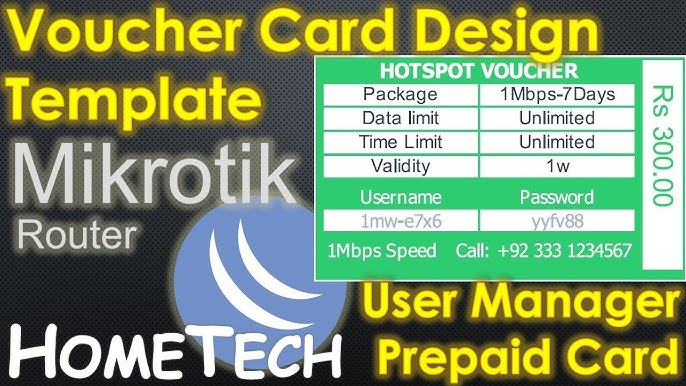 Voucher Card Design
Template
Mikrotik
Router
HOTSPOT VOUCHER
Package 1Mbps-7Days
Data limit Unlimited
Time Limit Unlimited
Validity 1w
Username Password
1mw-e7x6 yyfv88
1Mbps Speed Call: +92 333 1234567
Rs 300.00
User Manager
Prepaid Card
HOMETECH